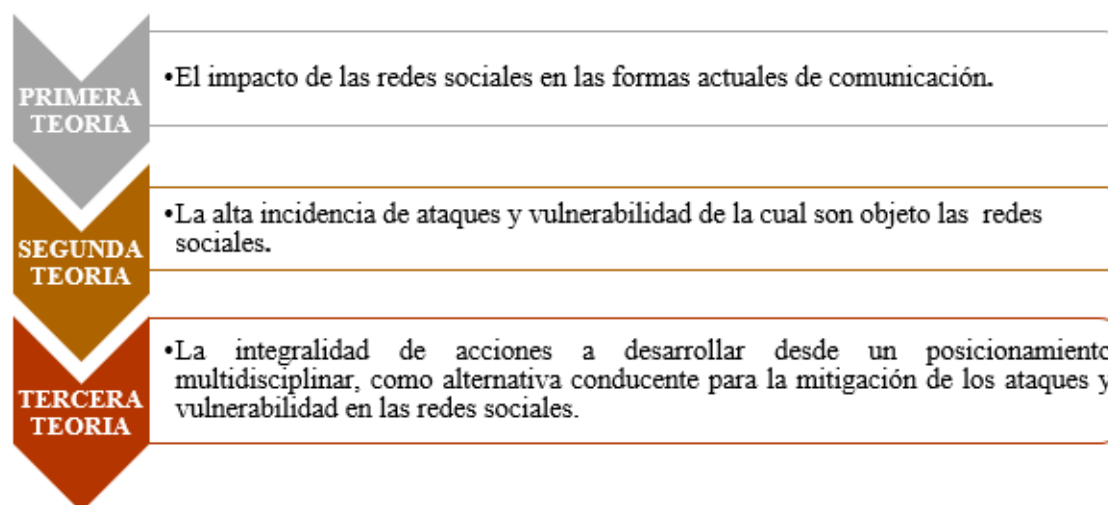 PRIMERA
TEORIA
•El impacto de las redes sociales en las formas actuales de comunicación.
SEGUNDA
TEORIA
•La alta incidencia de ataques y vulnerabilidad de la cual son objeto las redes
sociales.
TERCERA
TEORIA
•La integralidad de acciones a desarrollar desde un posicionamiento
multidisciplinar, como alternativa conducente para la mitigación de los ataques y
vulnerabilidad en las redes sociales.